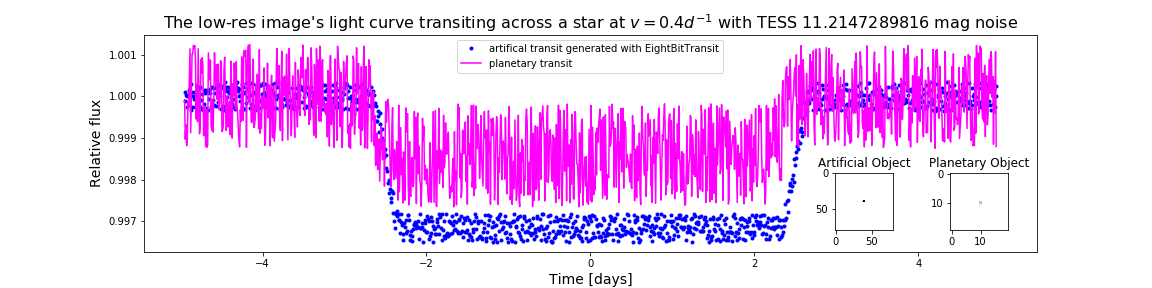 The low-res image's light curve transiting across a star at v = 0.4d⁻¹ with TESS 11.2147289816 mag noise
artifical transit generated with EightBitTransit
planetary transit
Relative flux
1.001
1.000
0.999
0.998
0.997
Artificial Object
0
50
0 50
Planetary Object
0
10
0 10
−4 −2 0 2 4
Time [days]